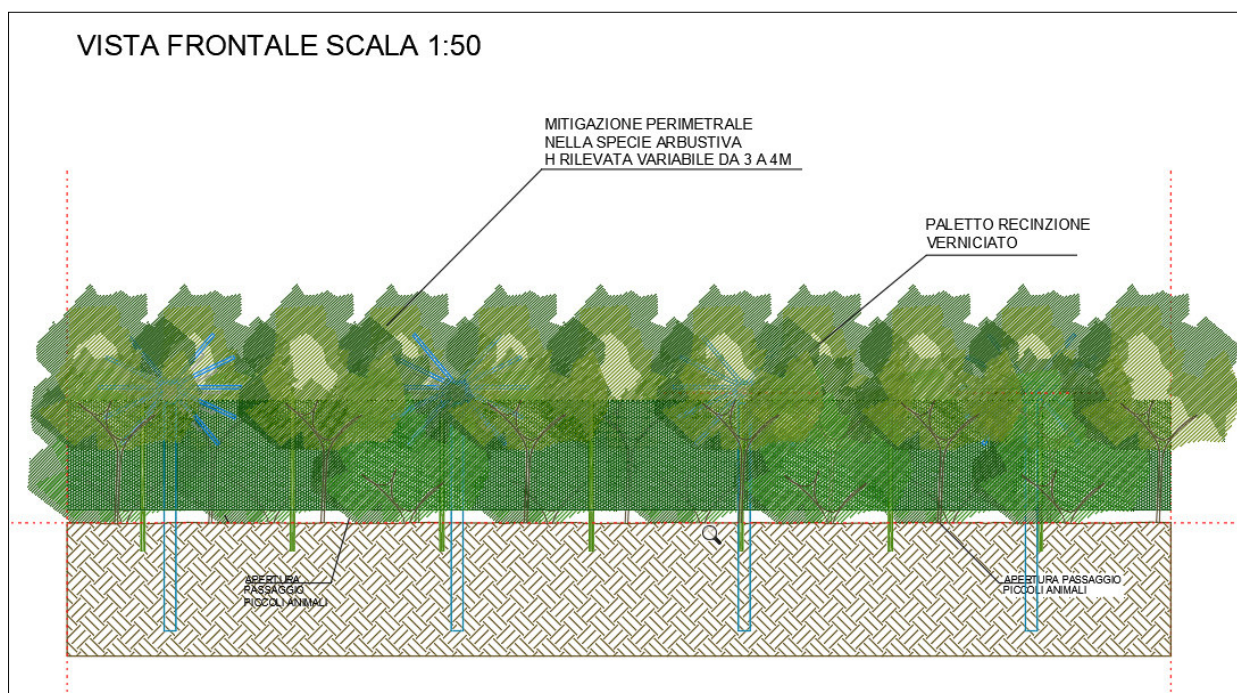 VISTA FRONTALE SCALA 1:50
MITIGAZIONE PERIMETRALE
NELLA SPECIE ARBUSTIVA
H RILEVATA VARIABILE DA 3 A 4M
PALETTO RECINZIONE
VERNICIATO
APERTURA
PASSAGGIO
PICCOLI ANIMALI
APERTURA PASSAGGIO
PICCOLI ANIMALI